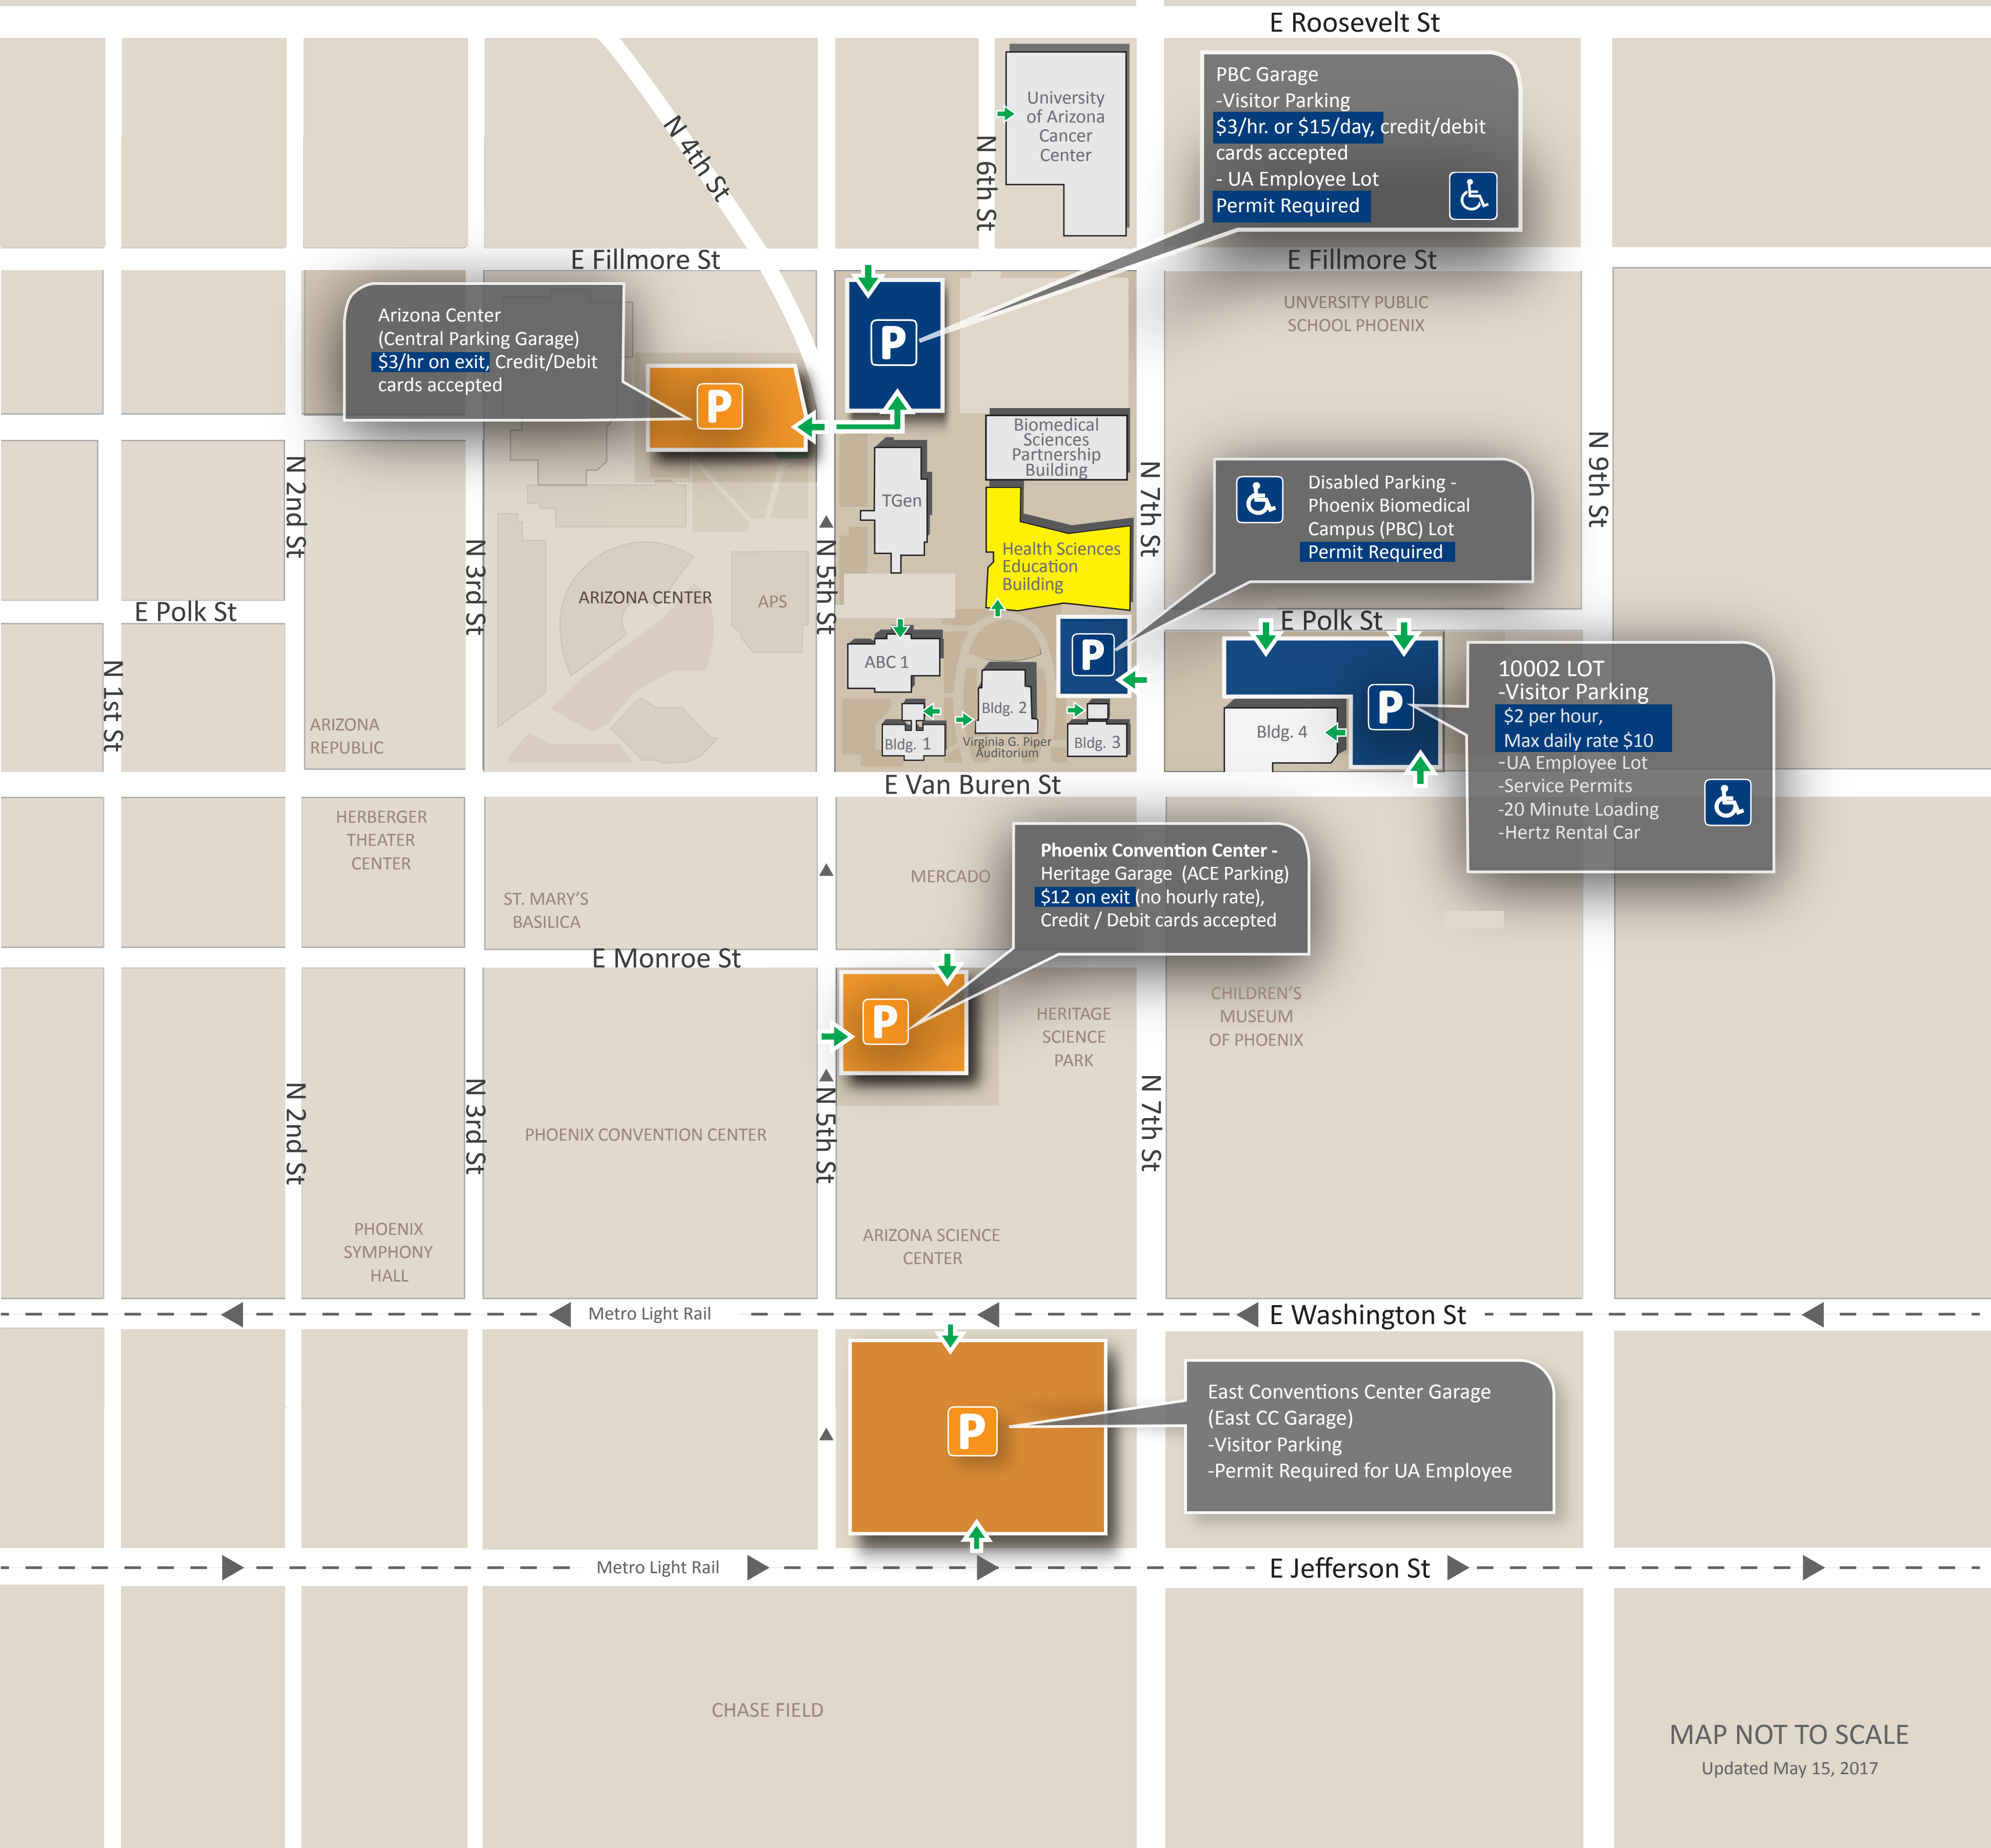 E Roosevelt St
PBC Garage
-Visitor Parking
$3/hr. or $15/day, credit/debit
cards accepted
- UA Employee Lot
Permit Required
University
of Arizona
Cancer
Center
N 4th St
N 6th St
E Fillmore St
E Fillmore St
Arizona Center
(Central Parking Garage)
$3/hr on exit, Credit/Debit
cards accepted
P
P
UNVERSITY PUBLIC
SCHOOL PHOENIX
Biomedical
Sciences
Partnership
Building
TGen
Health Sciences
Education
Building
N 2nd St
N 3rd St
N 5th St
N 7th St
N 9th St
Disabled Parking -
Phoenix Biomedical
Campus (PBC) Lot
Permit Required
ARIZONA CENTER
APS
E Polk St
E Polk St
N 1st St
ABC 1
P
P
Bldg. 1
Bldg. 2
Virginia G. Piper
Auditorium
Bldg. 3
Bldg. 4
10002 LOT
-Visitor Parking
$2 per hour,
Max daily rate $10
-UA Employee Lot
-Service Permits
-20 Minute Loading
-Hertz Rental Car
ARIZONA
REPUBLIC
E Van Buren St
HERBERGER
THEATER
CENTER
ST. MARY'S
BASILICA
MERCADO
Phoenix Convention Center -
Heritage Garage (ACE Parking)
$12 on exit (no hourly rate),
Credit / Debit cards accepted
E Monroe St
P
HERITAGE
SCIENCE
PARK
CHILDREN'S
MUSEUM
OF PHOENIX
N 2nd St
N 3rd St
N 5th St
N 7th St
PHOENIX CONVENTION CENTER
PHOENIX
SYMPHONY
HALL
ARIZONA SCIENCE
CENTER
Metro Light Rail
E Washington St
P
East Conventions Center Garage
(East CC Garage)
-Visitor Parking
-Permit Required for UA Employee
Metro Light Rail
E Jefferson St
CHASE FIELD
MAP NOT TO SCALE
Updated May 15, 2017